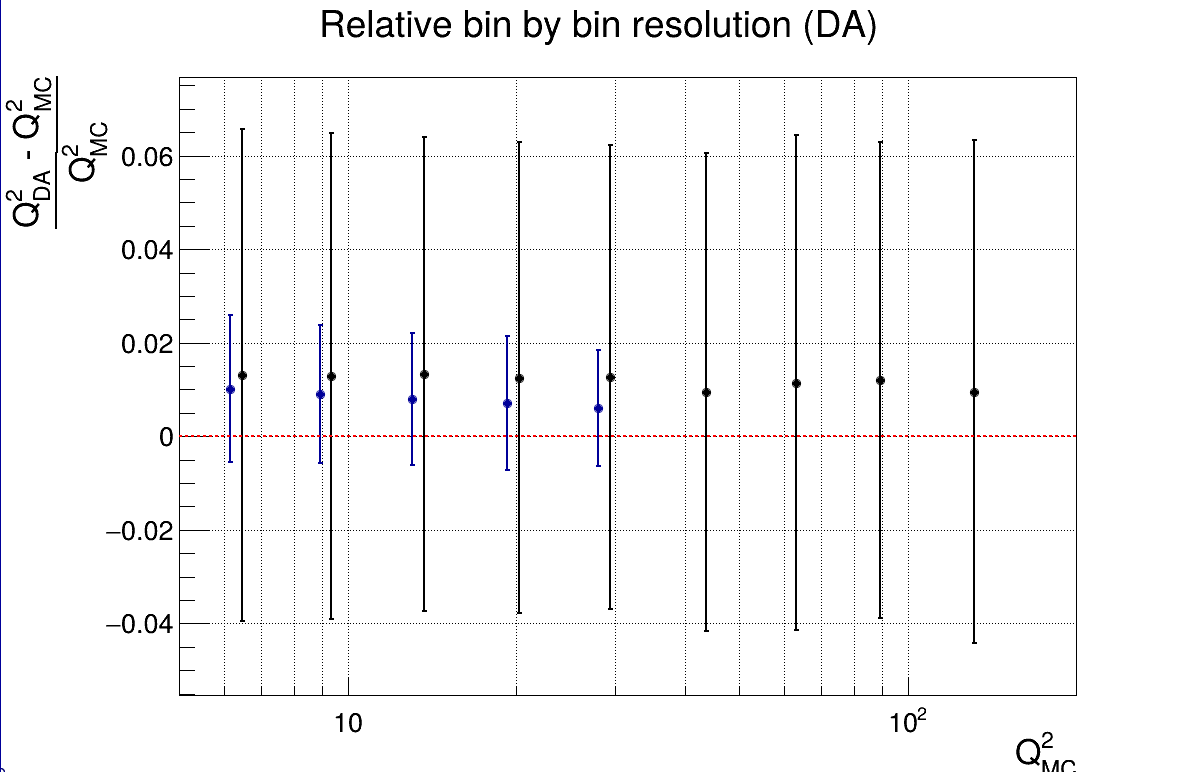 Relative bin by bin resolution (DA)
Q²DA - Q²MC
Q²MC
0.06
0.04
0.02
0
−0.02
−0.04
10
10²
Q²MC